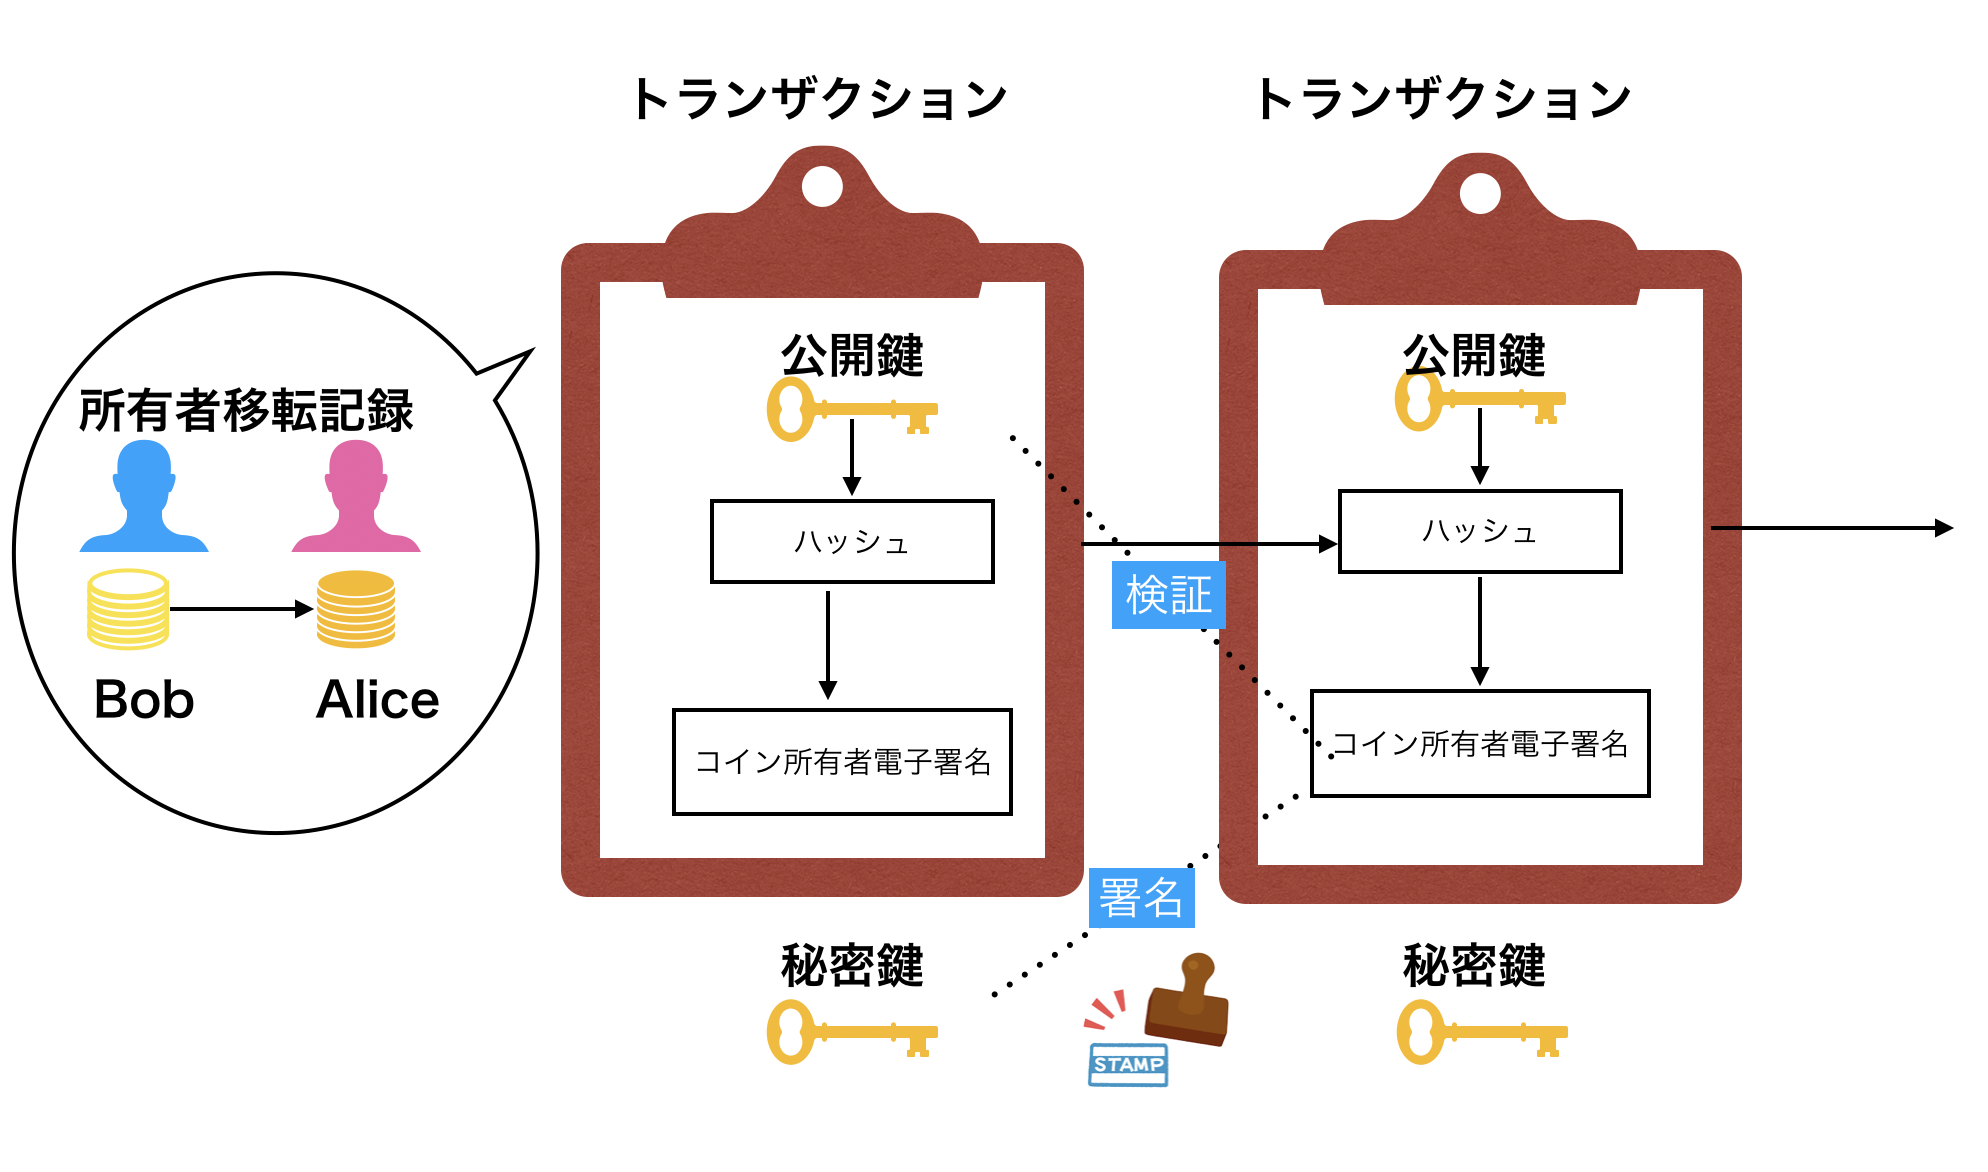 トランザクション
トランザクション
所有者移転記録
Bob
Alice
公開鍵
ハッシュ
コイン所有者電子署名
秘密鍵
検証
署名
STAMP
公開鍵
ハッシュ
コイン所有者電子署名
秘密鍵